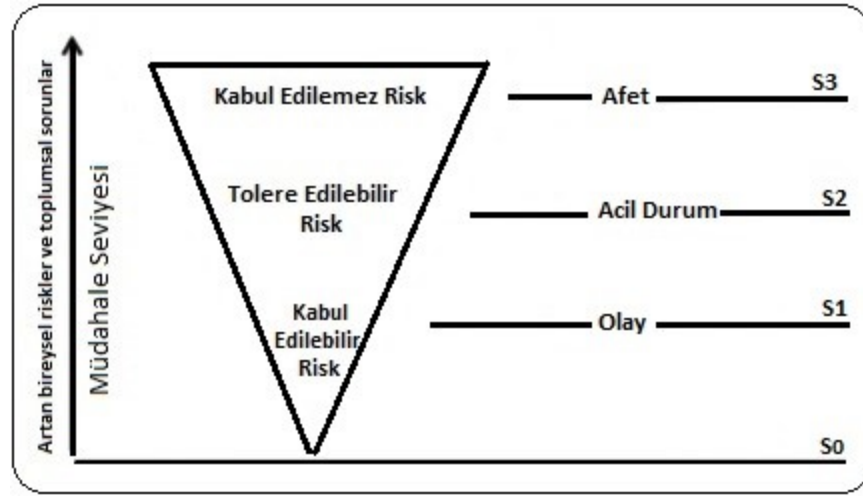 Artan bireysel riskler ve toplumsal sorunlar
Müdahale Seviyesi
Kabul Edilemez Risk
Afet
S3
Tolere Edilebilir
Risk
Acil Durum
S2
Kabul
Edilebilir
Risk
Olay
S1
S0